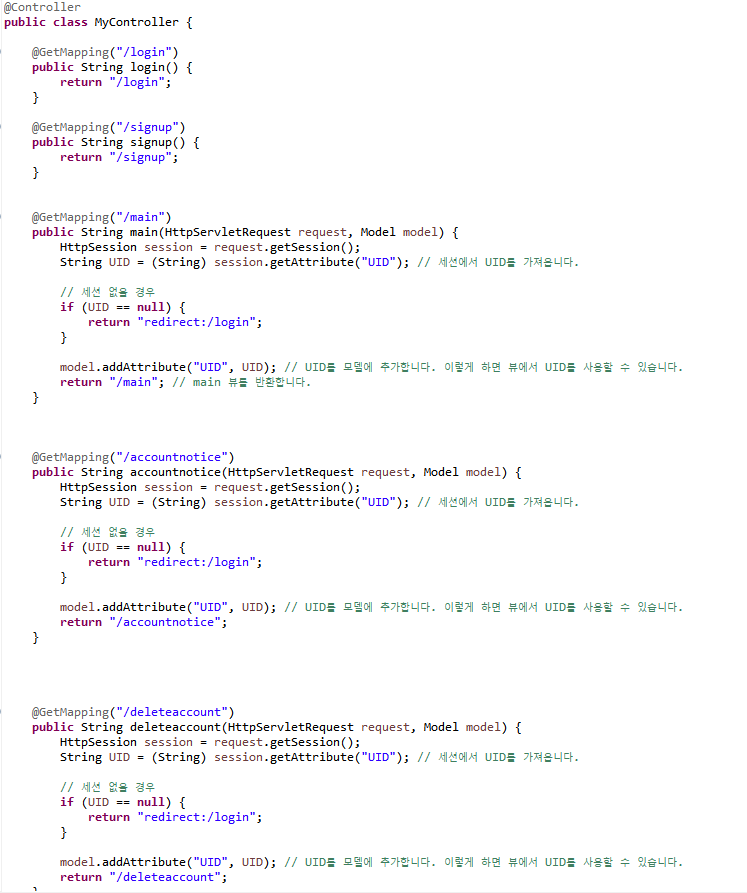 @Controller
public class MyController {
@GetMapping("/login")
public String login() {
return "/login";
}
@GetMapping("/signup")
public String signup() {
return "/signup";
}
@GetMapping("/main")
public String main(HttpServletRequest request, Model model) {
HttpSession session = request.getSession();
String UID = (String) session.getAttribute("UID"); // 세션에서 UID를 가져옵니다.
// 세션 없을 경우
if (UID == null) {
return "redirect:/login";
}
model.addAttribute("UID", UID); // UID를 모델에 추가합니다. 이렇게 하면 뷰에서 UID를 사용할 수 있습니다.
return "/main"; // main 뷰를 반환합니다.
}
@GetMapping("/accountnotice")
public String accountnotice(HttpServletRequest request, Model model) {
HttpSession session = request.getSession();
String UID = (String) session.getAttribute("UID"); // 세션에서 UID를 가져옵니다.
// 세션 없을 경우
if (UID == null) {
return "redirect:/login";
}
model.addAttribute("UID", UID); // UID를 모델에 추가합니다. 이렇게 하면 뷰에서 UID를 사용할 수 있습니다.
return "/accountnotice";
}
@GetMapping("/deleteaccount")
public String deleteaccount(HttpServletRequest request, Model model) {
HttpSession session = request.getSession();
String UID = (String) session.getAttribute("UID"); // 세션에서 UID를 가져옵니다.
// 세션 없을 경우
if (UID == null) {
return "redirect:/login";
}
model.addAttribute("UID", UID); // UID를 모델에 추가합니다. 이렇게 하면 뷰에서 UID를 사용할 수 있습니다.
return "/deleteaccount";
}